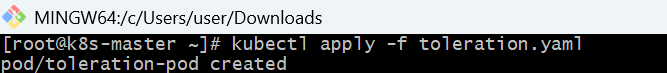 MINGW64:/c/Users/user/Downloads
[root@k8s-master ~]# kubectl apply -f toleration.yaml
pod/toleration-pod created